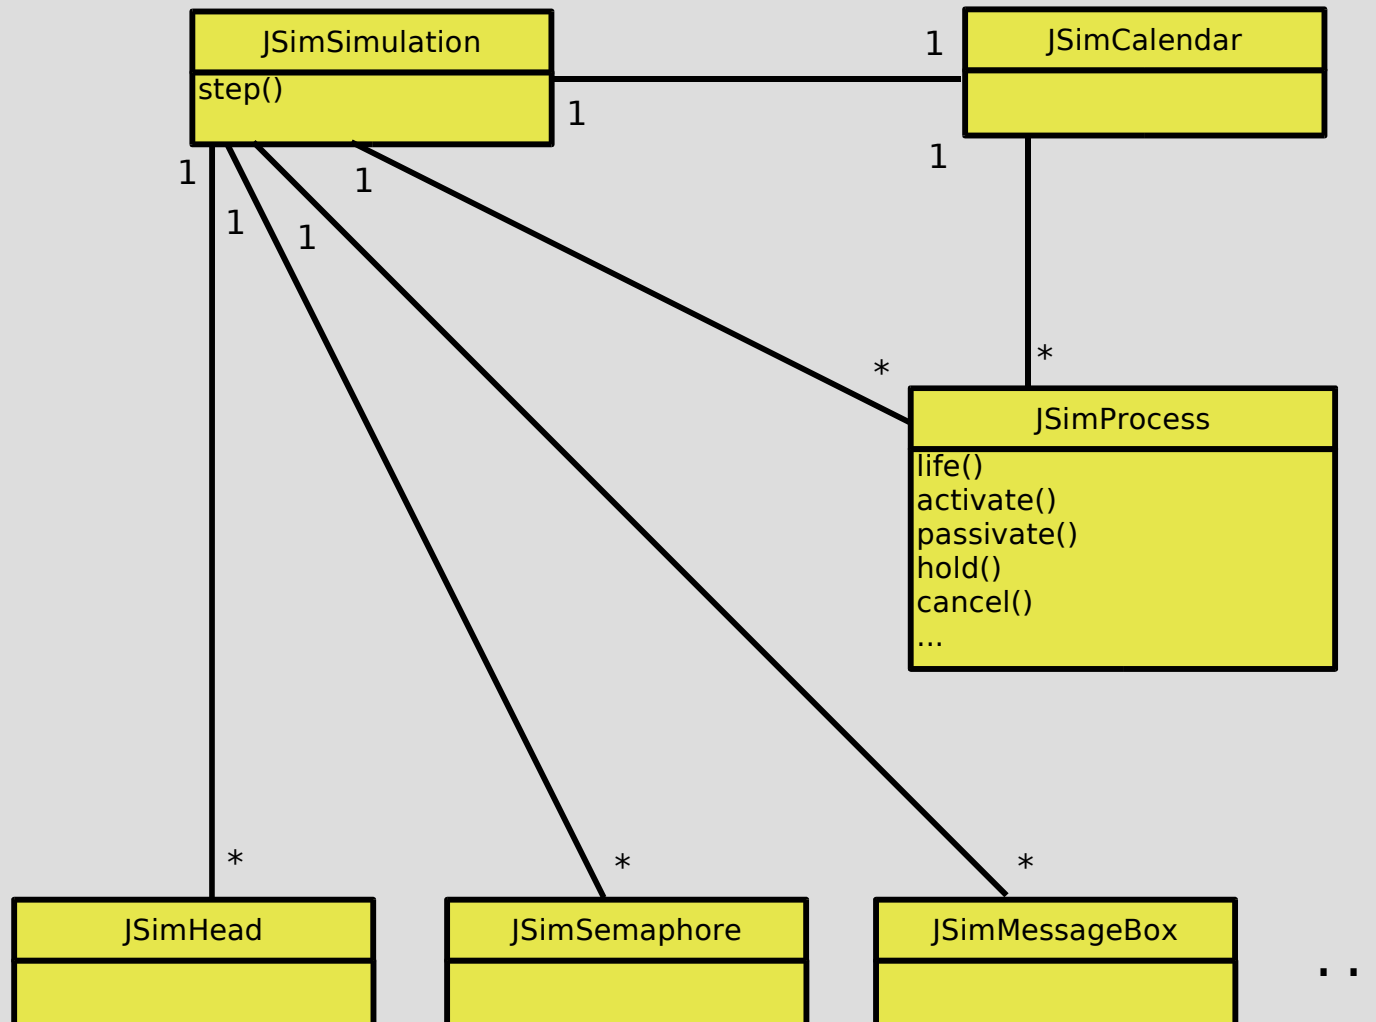 JSimSimulation
step()
1
JSimCalendar
1
1
1
1
1
1
*
*
JSimProcess
life()
activate()
passivate()
hold()
cancel()
...
*
*
*
JSimHead
JSimSemaphore
JSimMessageBox
..